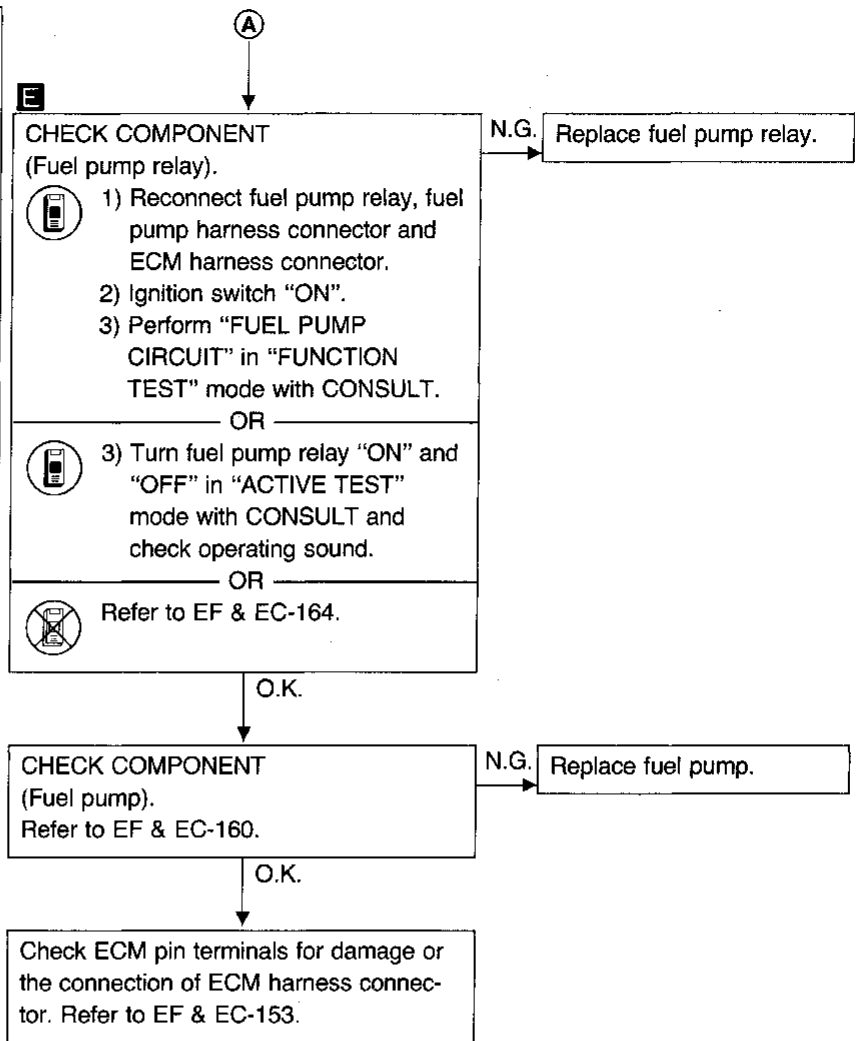 A
E
CHECK COMPONENT
(Fuel pump relay).
1) Reconnect fuel pump relay, fuel
pump harness connector and
ECM harness connector.
2) Ignition switch "ON".
3) Perform "FUEL PUMP
CIRCUIT" in "FUNCTION
TEST" mode with CONSULT.
OR
3) Turn fuel pump relay "ON" and
"OFF" in "ACTIVE TEST"
mode with CONSULT and
check operating sound.
OR
Refer to EF & EC-164.
N.G.
Replace fuel pump relay.
O.K.
CHECK COMPONENT
(Fuel pump).
Refer to EF & EC-160.
N.G.
Replace fuel pump.
O.K.
Check ECM pin terminals for damage or
the connection of ECM harness connec-
tor. Refer to EF & EC-153.